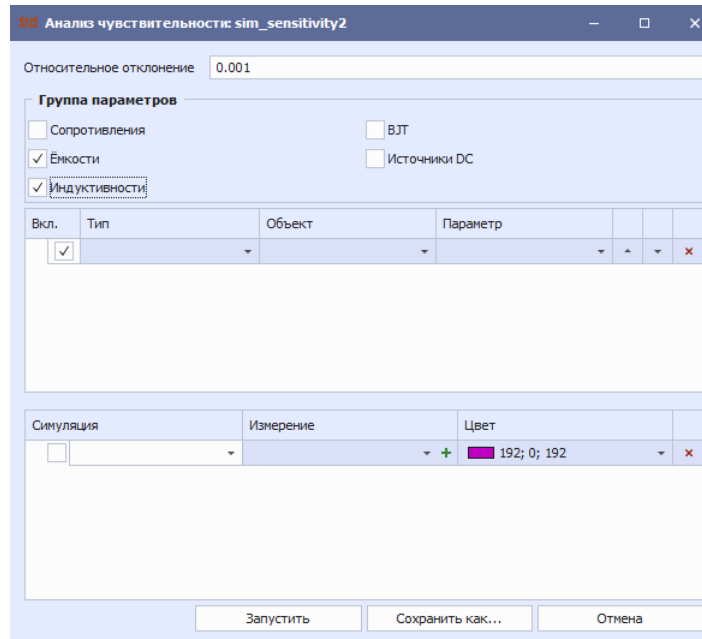 SNE Анализ чувствительности: sim_sensitivity2
Относительное отклонение 0.001
Группа параметров
Сопротивления BJT
Ёмкости Источники DC
Индуктивности
Вкл. Тип Объект Параметр
Симуляция Измерение Цвет
192; 0; 192
Запустить Сохранить как... Отмена